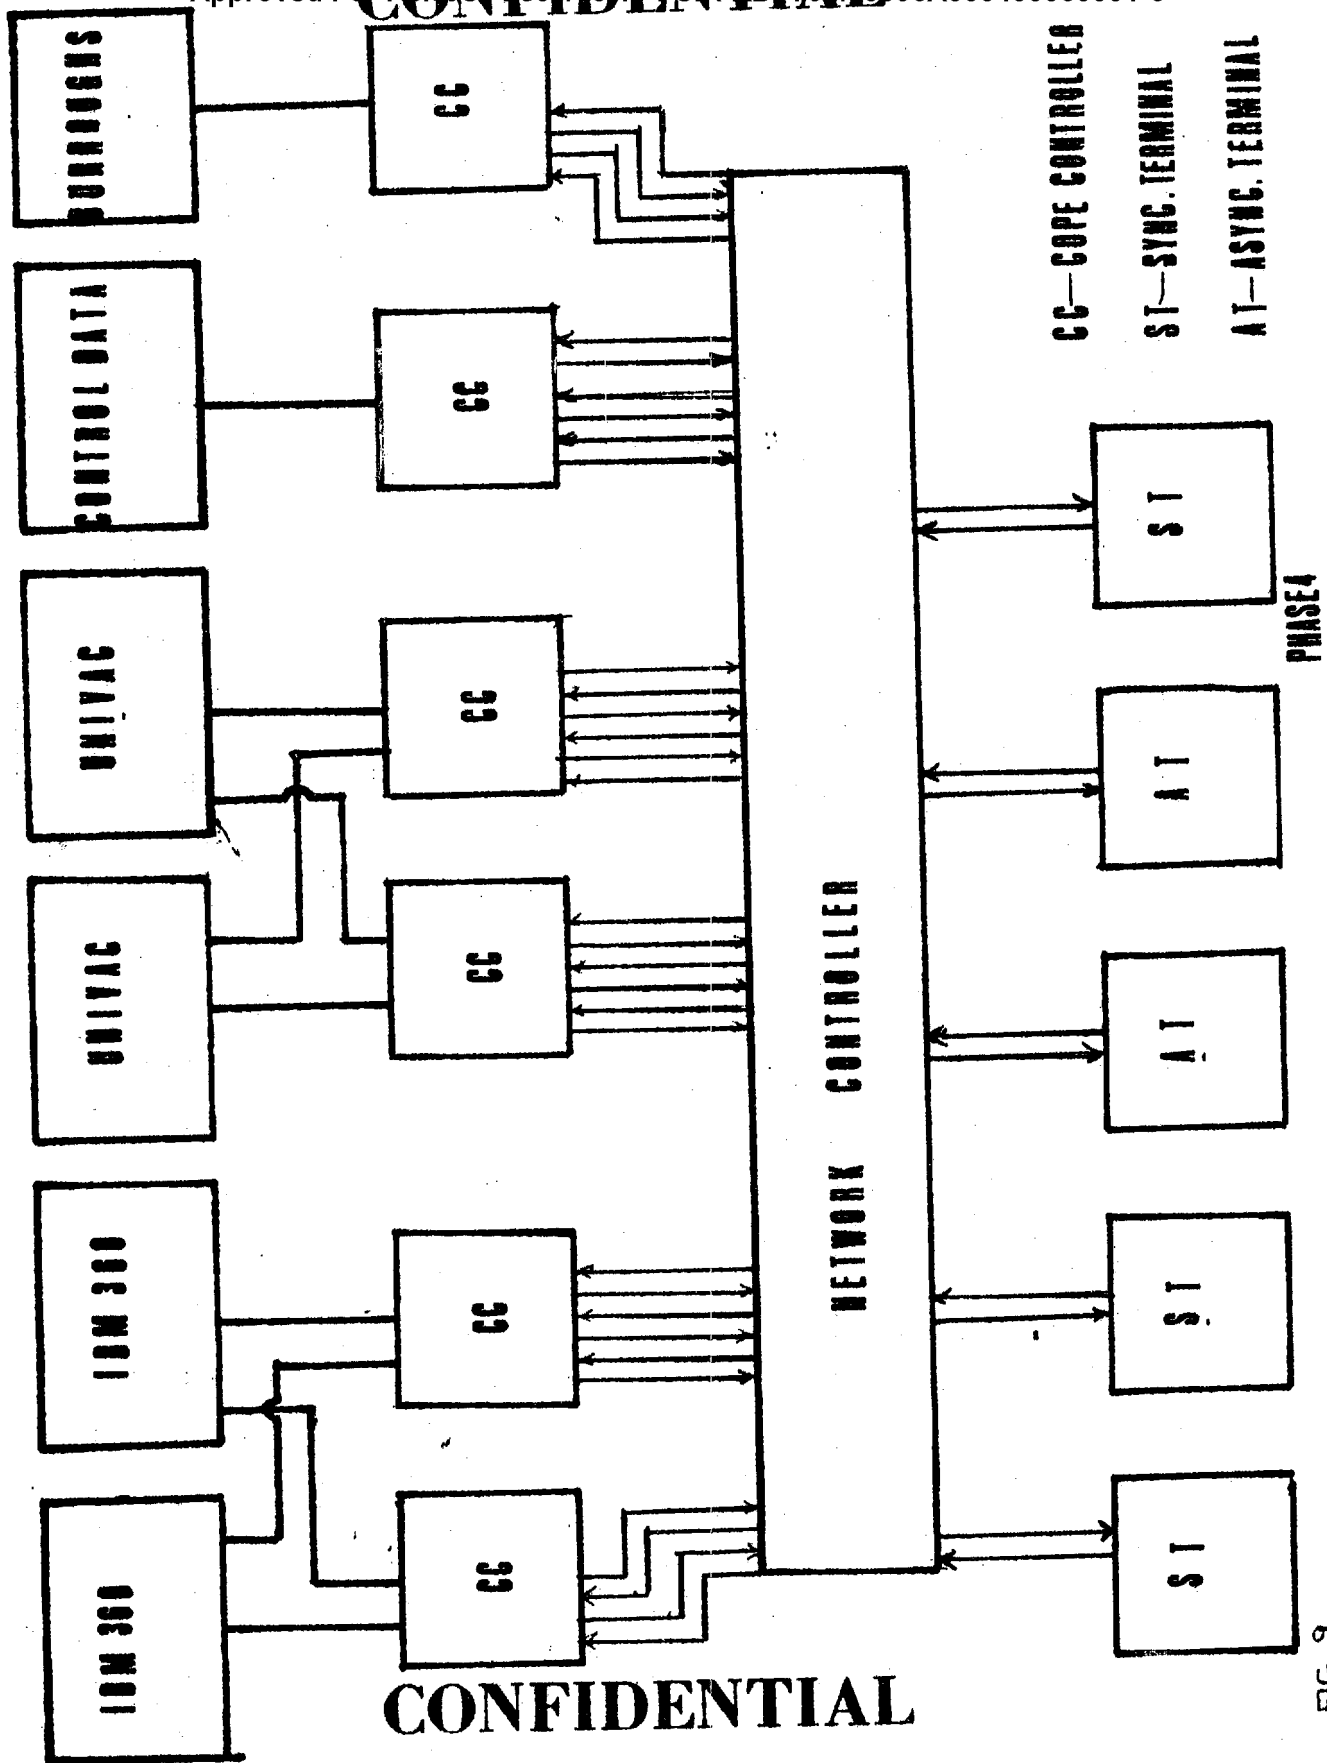 Approved
CONFIDENTIAL
IBM 360
IBM 360
UNIVAC
UNIVAC
CONTROL DATA
BURROUGHS
CC
CC
CC
CC
CC
CC
NETWORK CONTROLLER
ST
ST
AT
AT
ST
CC—COPE CONTROLLER
ST—SYNC.TERMINAL
AT—ASYNC.TERMINAL
PHASE4
CONFIDENTIAL